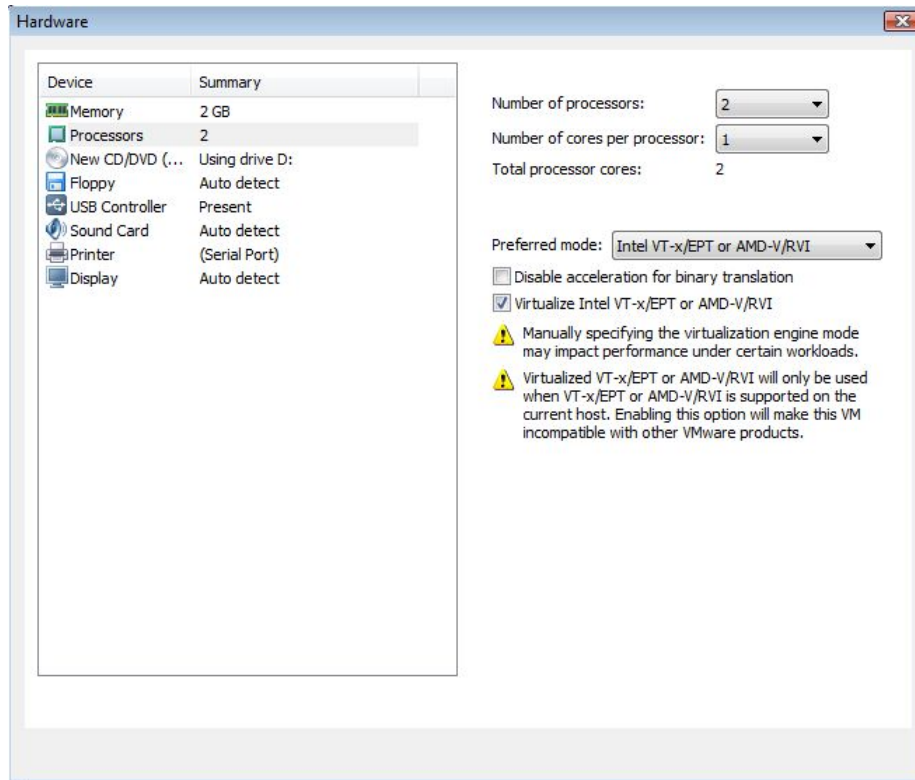 Hardware
Device Summary
Memory 2 GB
Processors 2
New CD/DVD (... Using drive D:
Floppy Auto detect
USB Controller Present
Sound Card Auto detect
Printer (Serial Port)
Display Auto detect
Number of processors: 2
Number of cores per processor: 1
Total processor cores: 2
Preferred mode: Intel VT-x/EPT or AMD-V/RVI
Disable acceleration for binary translation
Virtualize Intel VT-x/EPT or AMD-V/RVI
Manually specifying the virtualization engine mode
may impact performance under certain workloads.
Virtualized VT-x/EPT or AMD-V/RVI will only be used
when VT-x/EPT or AMD-V/RVI is supported on the
current host. Enabling this option will make this VM
incompatible with other VMware products.